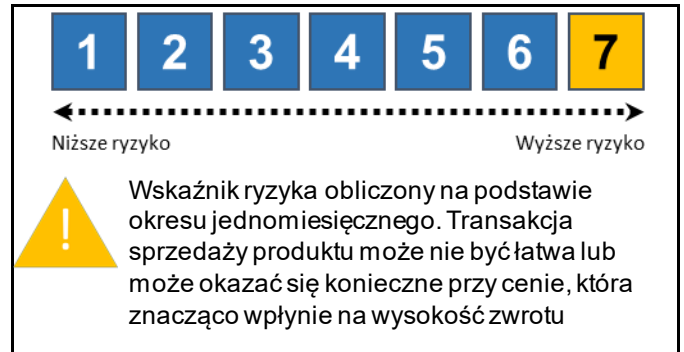 1 2 3 4 5 6 7
Niższe ryzyko Wyższe ryzyko
!
Wskaźnik ryzyka obliczony na podstawie
okresu jednomiesięcznego. Transakcja
sprzedaży produktu może nie być łatwa lub
może okazać się konieczne przy cenie, która
znacząco wpłynie na wysokość zwrotu